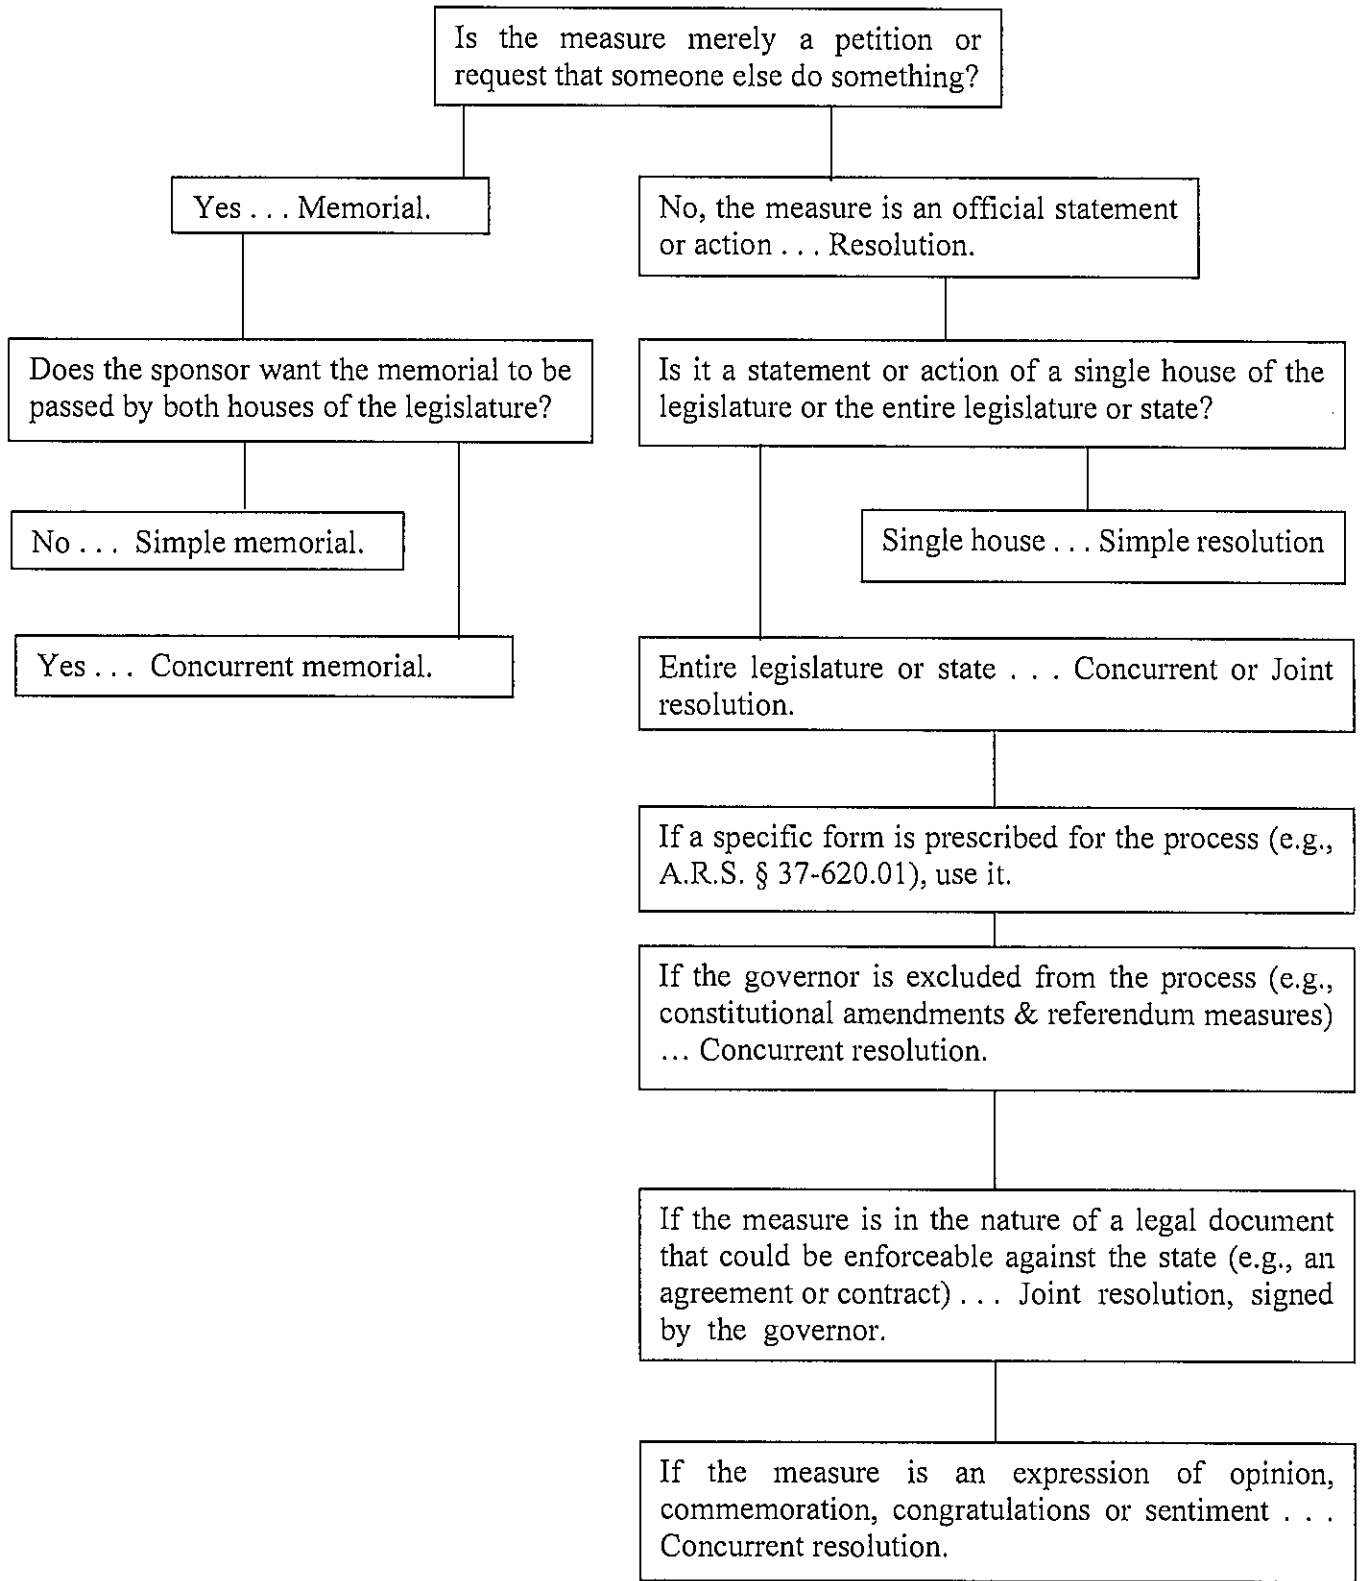 Is the measure merely a petition or
request that someone else do something?
Yes . . . Memorial.
No, the measure is an official statement
or action . . . Resolution.
Does the sponsor want the memorial to be
passed by both houses of the legislature?
Is it a statement or action of a single house of the
legislature or the entire legislature or state?
No . . . Simple memorial.
Single house . . . Simple resolution
Yes . . . Concurrent memorial.
Entire legislature or state . . . Concurrent or Joint
resolution.
If a specific form is prescribed for the process (e.g.,
A.R.S. § 37-620.01), use it.
If the governor is excluded from the process (e.g.,
constitutional amendments & referendum measures)
... Concurrent resolution.
If the measure is in the nature of a legal document
that could be enforceable against the state (e.g., an
agreement or contract) . . . Joint resolution, signed
by the governor.
If the measure is an expression of opinion,
commemoration, congratulations or sentiment . . .
Concurrent resolution.